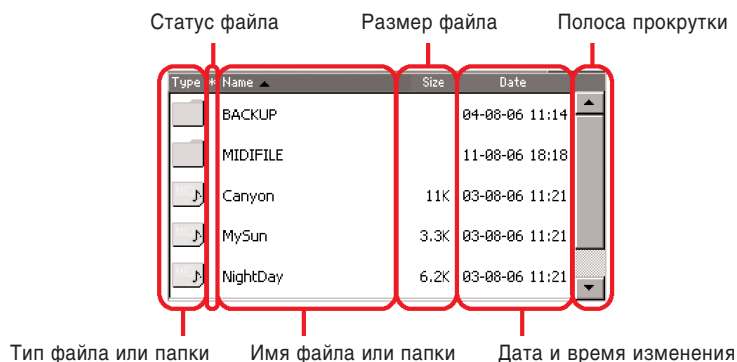 Статус файла Размер файла Полоса прокрутки
Type * Name Size Date
BACKUP 04-08-06 11:14
MIDIFILE 11-08-06 18:18
Canyon 11K 03-08-06 11:21
MySun 3.3K 03-08-06 11:21
NightDay 6.2K 03-08-06 11:21
Тип файла или папки Имя файла или папки Дата и время изменения